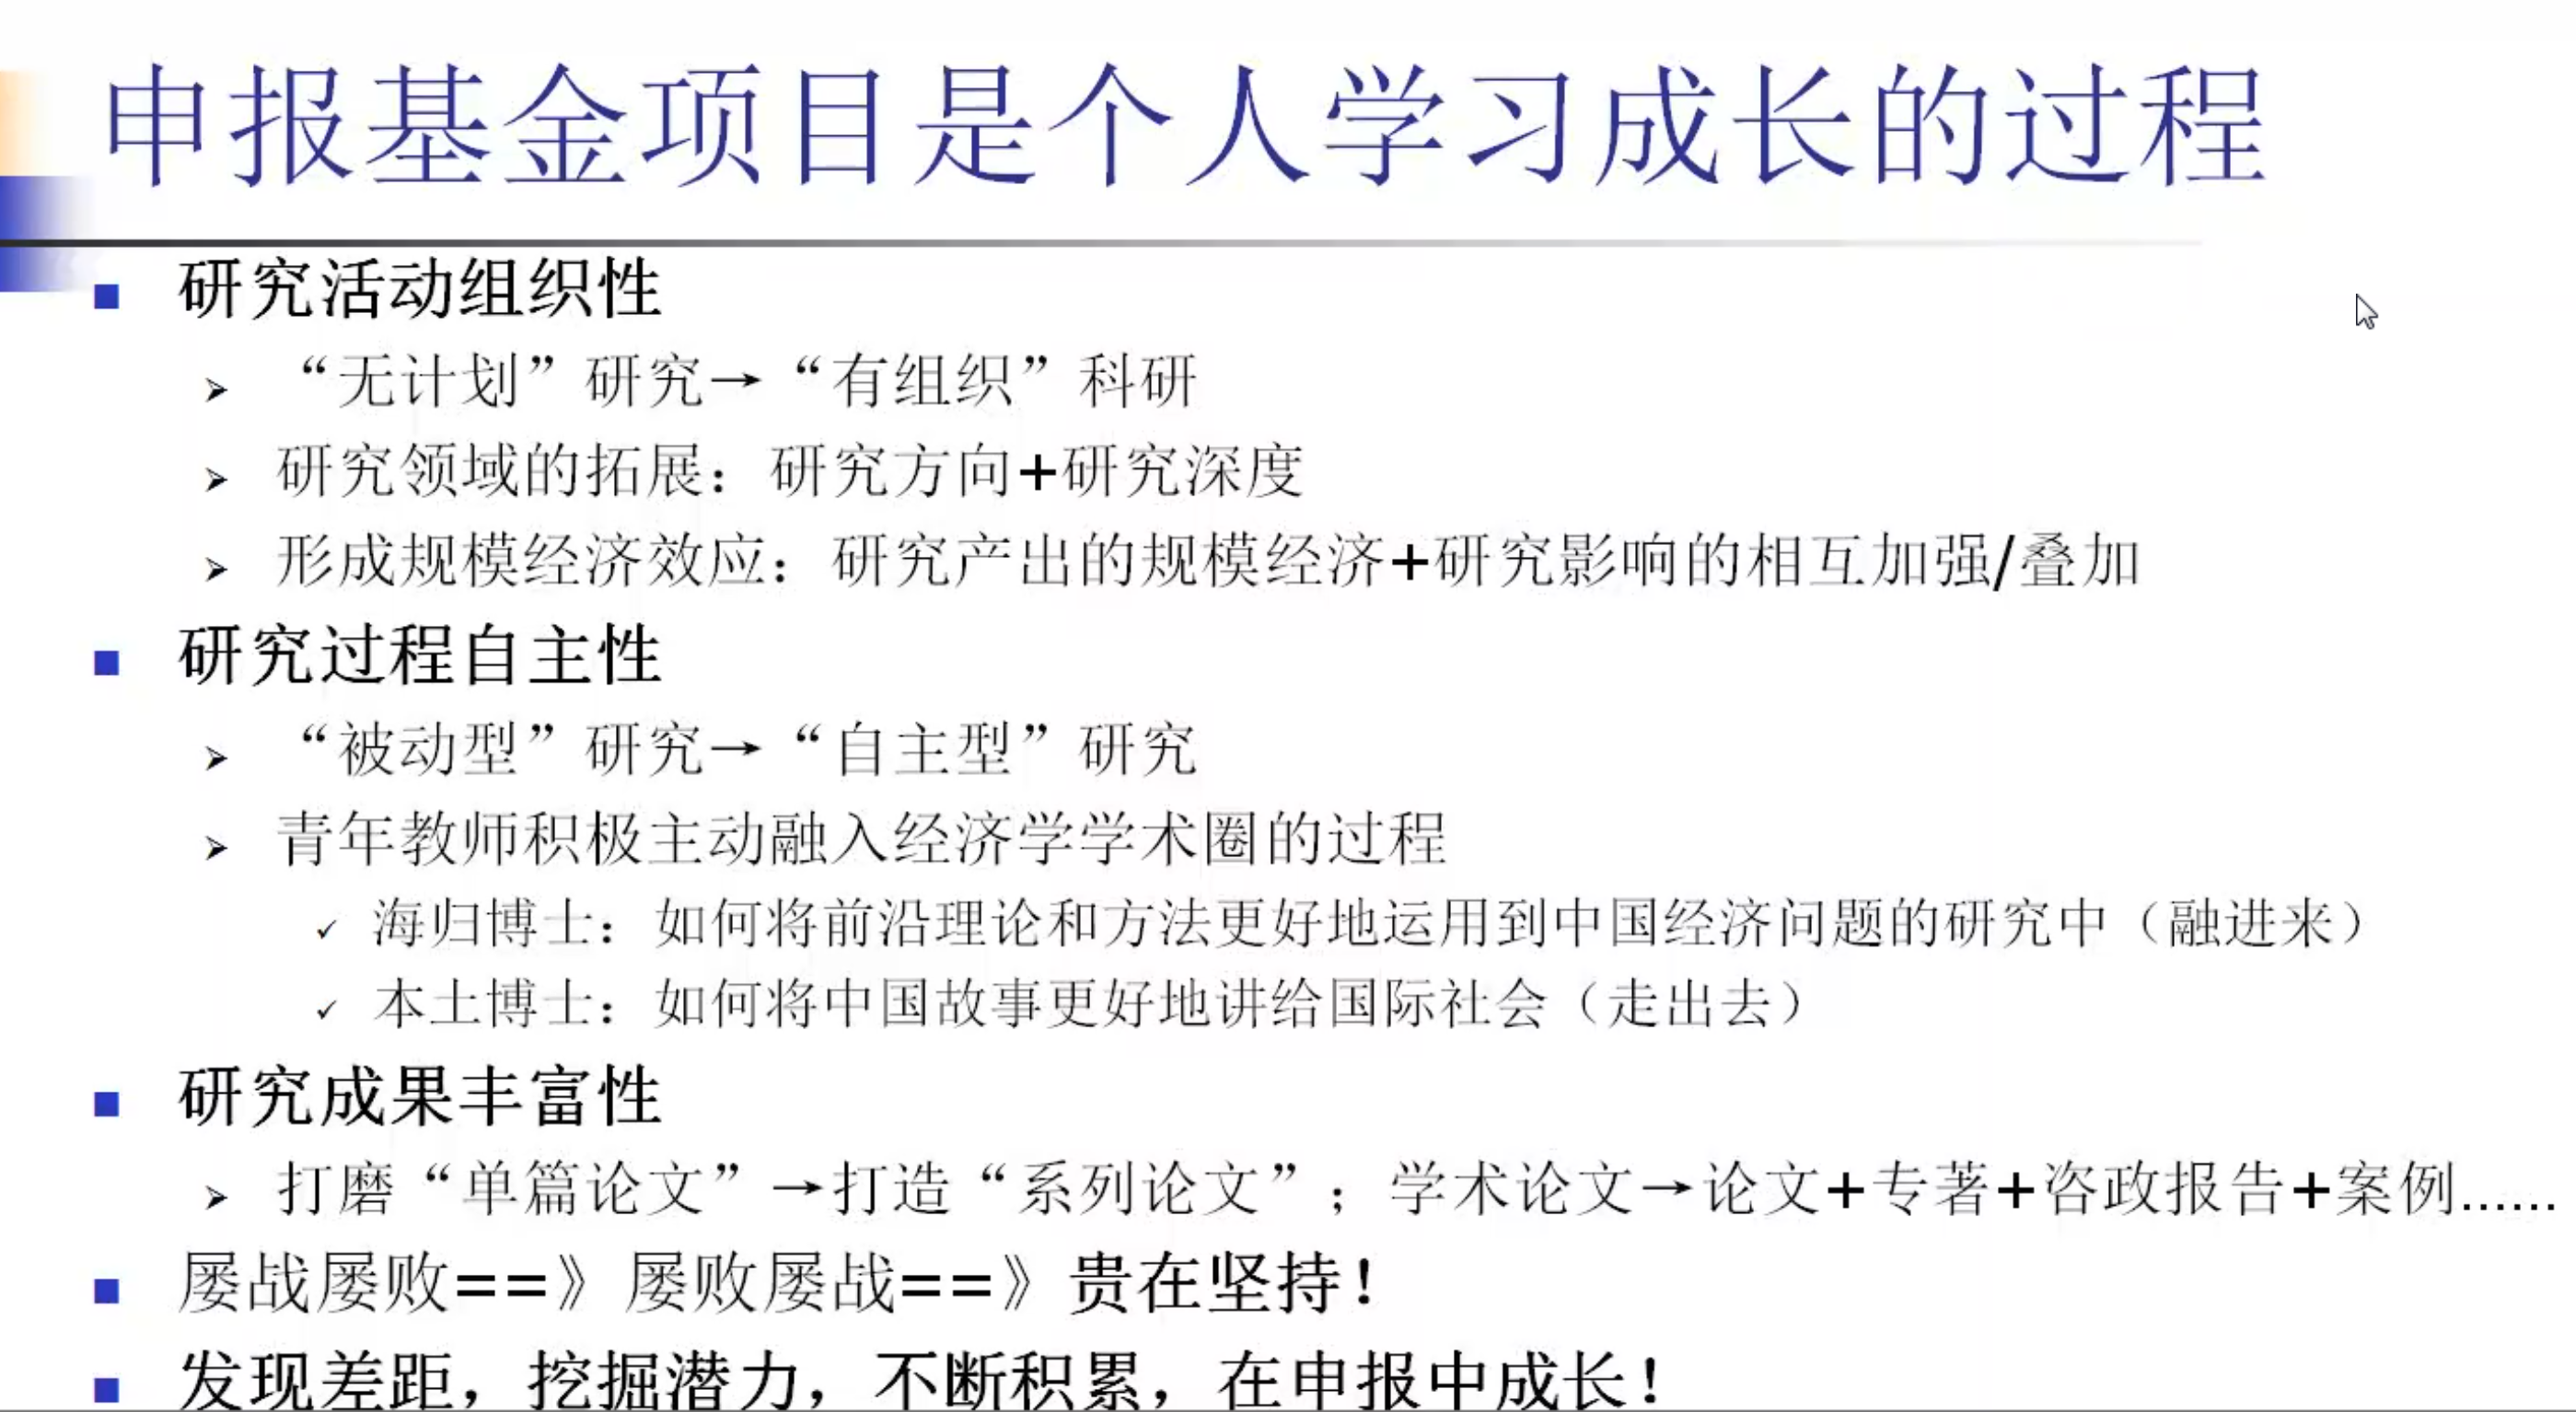 申报基金项目是个人学习成长的过程
研究活动组织性
“无计划”研究→“有组织”科研
研究领域的拓展：研究方向+研究深度
形成规模经济效应：研究产出的规模经济+研究影响的相互加强/叠加
研究过程自主性
“被动型”研究→“自主型”研究
青年教师积极主动融入经济学学术圈的过程
海归博士：如何将前沿理论和方法更好地运用到中国经济问题的研究中（融进来）
本土博士：如何将中国故事更好地讲给国际社会（走出去）
研究成果丰富性
打磨“单篇论文”→打造“系列论文”；学术论文→论文+专著+咨政报告+案例……
屡战屡败==》屡败屡战==》贵在坚持！
发现差距，挖掘潜力，不断积累，在申报中成长！